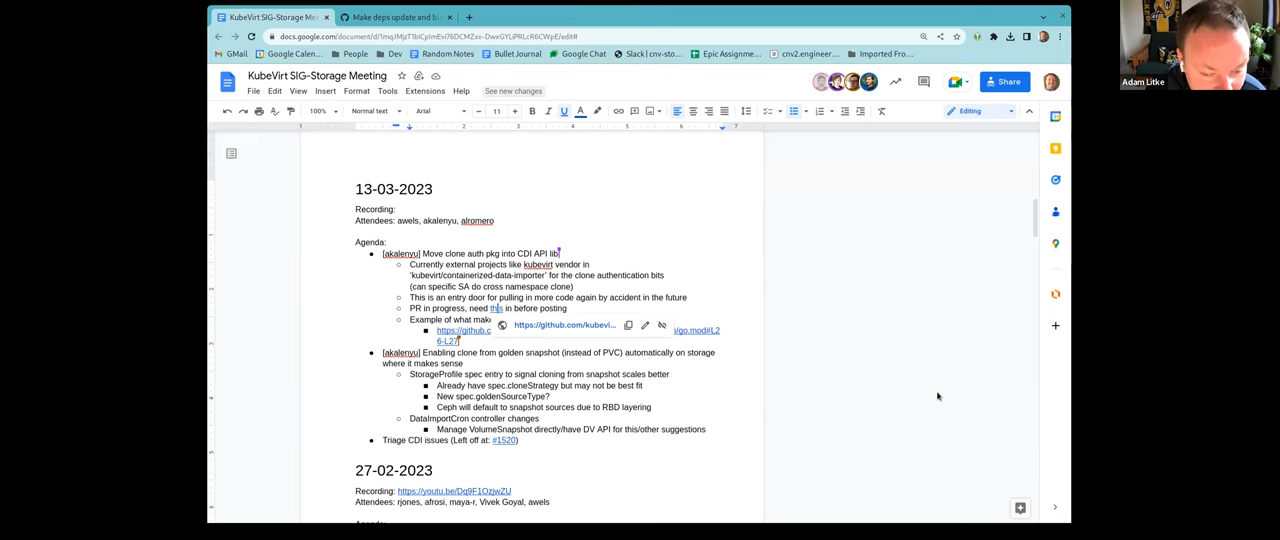 KubeVirt SIG-Storage Mee
Make deps update and bu
docs.google.com/document/d/1mqJMjzT1biCpImEvi76DCMZxv-DwxGYLiPRLcR6CWpE/edit#
GMail
Google Calen...
People
Dev
Random Notes
Bullet Journal
Google Chat
Slack | cnv-sto...
Epic Assignme...
cnv2.engineer...
Imported Fro...
Adam Litke
KubeVirt SIG-Storage Meeting
Share
File Edit View Insert Format Tools Extensions Help
See new changes
100%
Normal text
Arial
11
Editing
13-03-2023
Recording:
Attendees: awels, akalenyu, alromero
Agenda:
[akalenyu] Move clone auth pkg into CDI API lib
Currently external projects like kubevirt vendor in
'kubevirt/containerized-data-importer' for the clone authentication bits
(can specific SA do cross namespace clone)
This is an entry door for pulling in more code again by accident in the future
PR in progress, need this in before posting
Example of what make
https://github.com/kubevi...
https://github.c
n/go.mod#L2
6-L27
[akalenyu] Enabling clone from golden snapshot (instead of PVC) automatically on storage
where it makes sense
StorageProfile spec entry to signal cloning from snapshot scales better
Already have spec.cloneStrategy but may not be best fit
New spec.goldenSourceType?
Ceph will default to snapshot sources due to RBD layering
DataImportCron controller changes
Manage VolumeSnapshot directly/have DV API for this/other suggestions
Triage CDI issues (Left off at: #1520)
27-02-2023
Recording: https://youtu.be/Dq9F1OzjwZU
Attendees: rjones, afrosi, maya-r, Vivek Goyal, awels